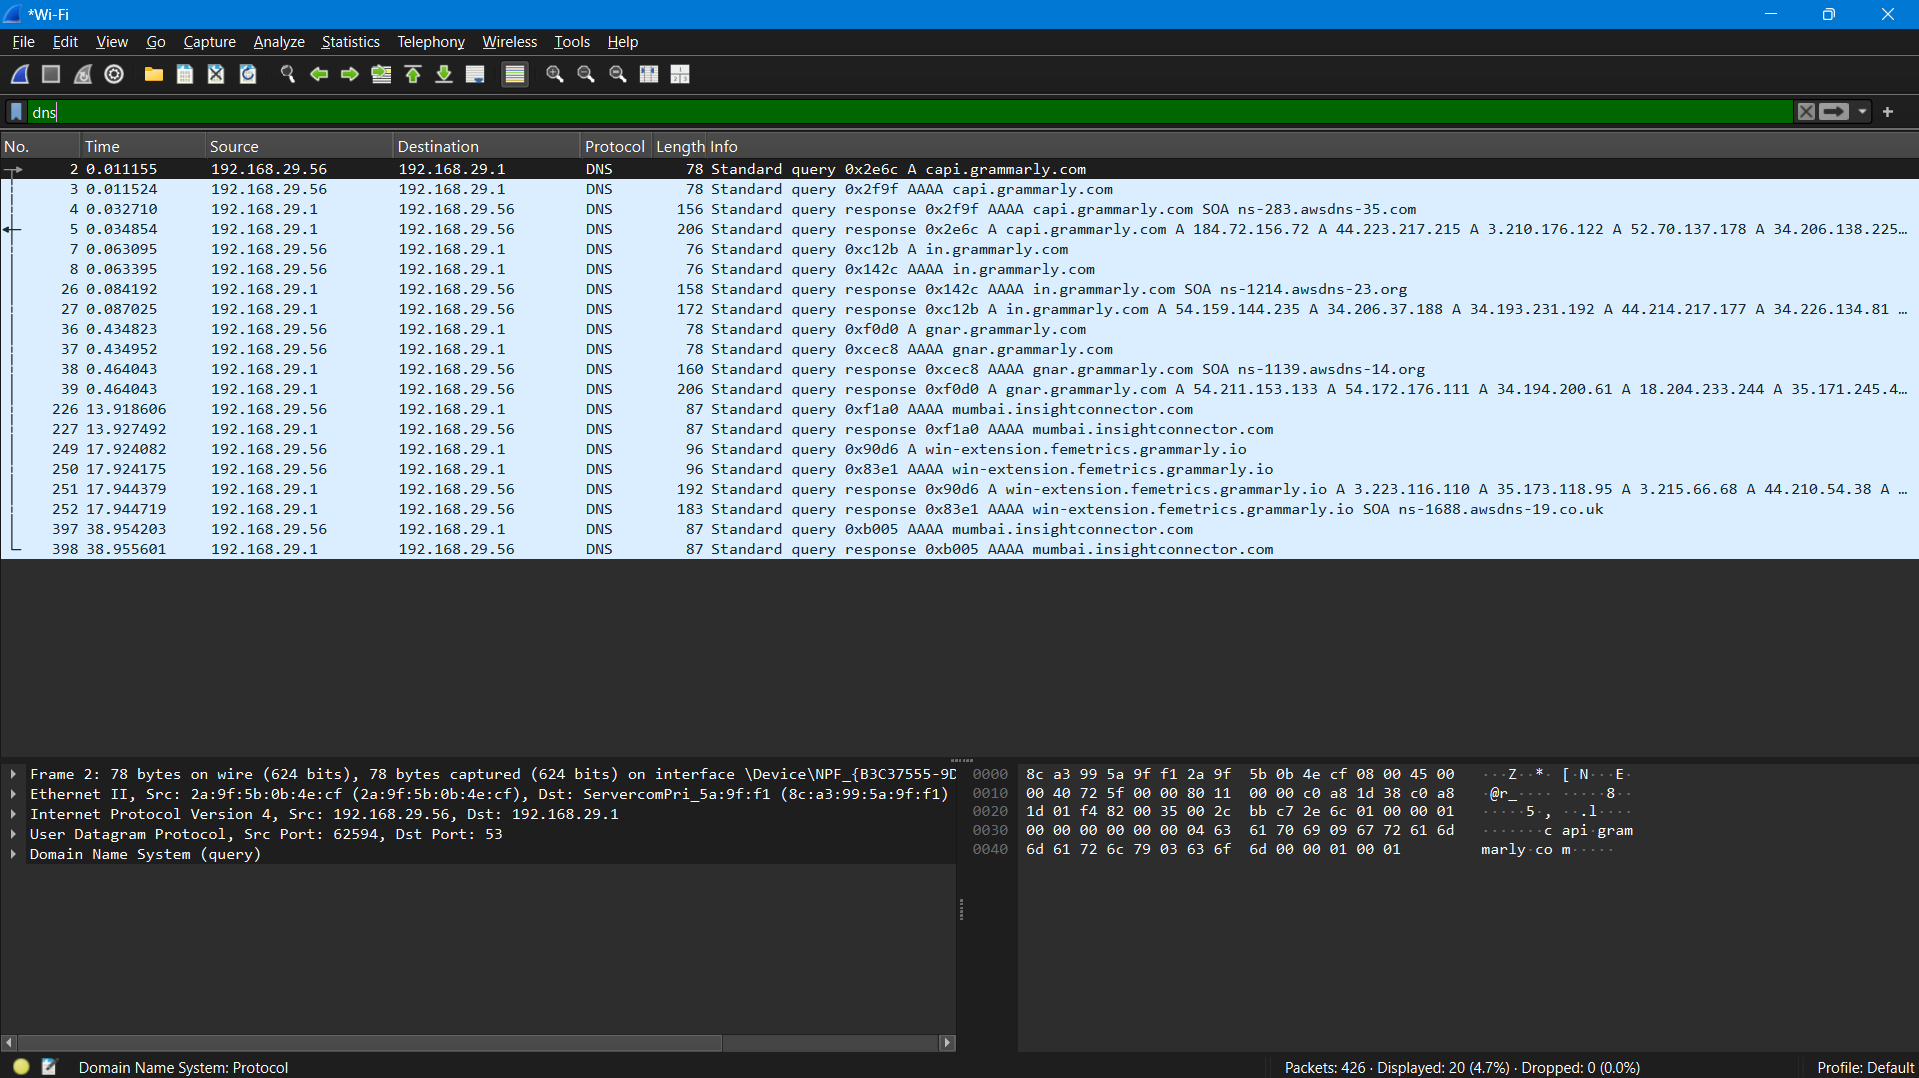 *Wi-Fi
File Edit View Go Capture Analyze Statistics Telephony Wireless Tools Help
dns
No. Time Source Destination Protocol Length Info
2 0.011155 192.168.29.56 192.168.29.1 DNS 78 Standard query 0x2e6c A capi.grammarly.com
3 0.011524 192.168.29.56 192.168.29.1 DNS 78 Standard query 0x2f9f AAAA capi.grammarly.com
4 0.032710 192.168.29.1 192.168.29.56 DNS 156 Standard query response 0x2f9f AAAA capi.grammarly.com SOA ns-283.awsdns-35.com
5 0.034854 192.168.29.1 192.168.29.56 DNS 206 Standard query response 0x2e6c A capi.grammarly.com A 184.72.156.72 A 44.223.217.215 A 3.210.176.122 A 52.70.137.178 A 34.206.138.225…
7 0.063095 192.168.29.56 192.168.29.1 DNS 76 Standard query 0xc12b A in.grammarly.com
8 0.063395 192.168.29.56 192.168.29.1 DNS 76 Standard query 0x142c AAAA in.grammarly.com
26 0.084192 192.168.29.1 192.168.29.56 DNS 158 Standard query response 0x142c AAAA in.grammarly.com SOA ns-1214.awsdns-23.org
27 0.087025 192.168.29.1 192.168.29.56 DNS 172 Standard query response 0xc12b A in.grammarly.com A 54.159.144.235 A 34.206.37.188 A 34.193.231.192 A 44.214.217.177 A 34.226.134.81 …
36 0.434823 192.168.29.56 192.168.29.1 DNS 78 Standard query 0xf0d0 A gnar.grammarly.com
37 0.434952 192.168.29.56 192.168.29.1 DNS 78 Standard query 0xcec8 AAAA gnar.grammarly.com
38 0.464043 192.168.29.1 192.168.29.56 DNS 160 Standard query response 0xcec8 AAAA gnar.grammarly.com SOA ns-1139.awsdns-14.org
39 0.464043 192.168.29.1 192.168.29.56 DNS 206 Standard query response 0xf0d0 A gnar.grammarly.com A 54.211.153.133 A 54.172.176.111 A 34.194.200.61 A 18.204.233.244 A 35.171.245.4…
226 13.918606 192.168.29.56 192.168.29.1 DNS 87 Standard query 0xf1a0 AAAA mumbai.insightconnector.com
227 13.927492 192.168.29.1 192.168.29.56 DNS 87 Standard query response 0xf1a0 AAAA mumbai.insightconnector.com
249 17.924082 192.168.29.56 192.168.29.1 DNS 96 Standard query 0x90d6 A win-extension.femetrics.grammarly.io
250 17.924175 192.168.29.56 192.168.29.1 DNS 96 Standard query 0x83e1 AAAA win-extension.femetrics.grammarly.io
251 17.944379 192.168.29.1 192.168.29.56 DNS 192 Standard query response 0x90d6 A win-extension.femetrics.grammarly.io A 3.223.116.110 A 35.173.118.95 A 3.215.66.68 A 44.210.54.38 A …
252 17.944719 192.168.29.1 192.168.29.56 DNS 183 Standard query response 0x83e1 AAAA win-extension.femetrics.grammarly.io SOA ns-1688.awsdns-19.co.uk
397 38.954203 192.168.29.56 192.168.29.1 DNS 87 Standard query 0xb005 AAAA mumbai.insightconnector.com
398 38.955601 192.168.29.1 192.168.29.56 DNS 87 Standard query response 0xb005 AAAA mumbai.insightconnector.com
Frame 2: 78 bytes on wire (624 bits), 78 bytes captured (624 bits) on interface \Device\NPF_{B3C37555-9D
Ethernet II, Src: 2a:9f:5b:0b:4e:cf (2a:9f:5b:0b:4e:cf), Dst: ServercomPri_5a:9f:f1 (8c:a3:99:5a:9f:f1)
Internet Protocol Version 4, Src: 192.168.29.56, Dst: 192.168.29.1
User Datagram Protocol, Src Port: 62594, Dst Port: 53
Domain Name System (query)
0000 8c a3 99 5a 9f f1 2a 9f 5b 0b 4e cf 08 00 45 00 ···Z··*· [·N···E·
0010 00 40 72 5f 00 00 80 11 00 00 c0 a8 1d 38 c0 a8 ·@r_···· ·····8··
0020 1d 01 f4 82 00 35 00 2c bb c7 2e 6c 01 00 00 01 ·····5·, ··.l····
0030 00 00 00 00 00 00 04 63 61 70 69 09 67 72 61 6d ·······c api·gram
0040 6d 61 72 6c 79 03 63 6f 6d 00 00 01 00 01 marly·co m·····
Domain Name System: Protocol
Packets: 426 · Displayed: 20 (4.7%) · Dropped: 0 (0.0%)
Profile: Default